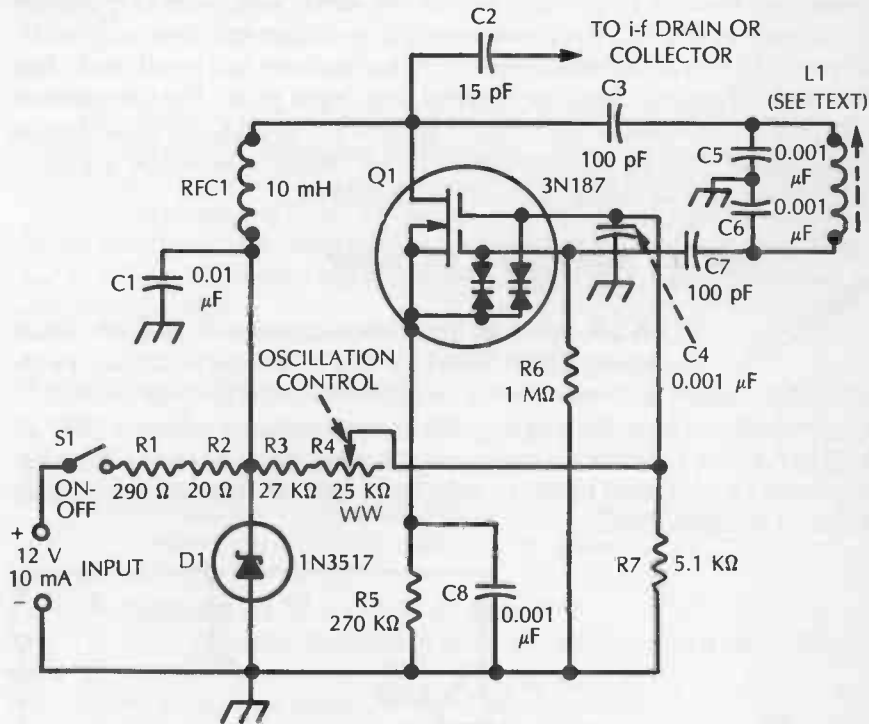 C2
15 pF
TO i-f DRAIN OR
COLLECTOR
L1
(SEE TEXT)
C3
100 pF
C5
0.001
μF
RFC1
10 mH
Q1
3N187
C6
0.001
μF
C1
0.01
μF
C7
100 pF
OSCILLATION
CONTROL
R6
1 MΩ
C4
0.001 μF
S1
ON-
OFF
R1
290 Ω
R2
20 Ω
R3
27 KΩ
R4
25 KΩ
WW
+
12 V
10 mA
INPUT
−
D1
1N3517
R5
270 KΩ
C8
0.001
μF
R7
5.1 KΩ